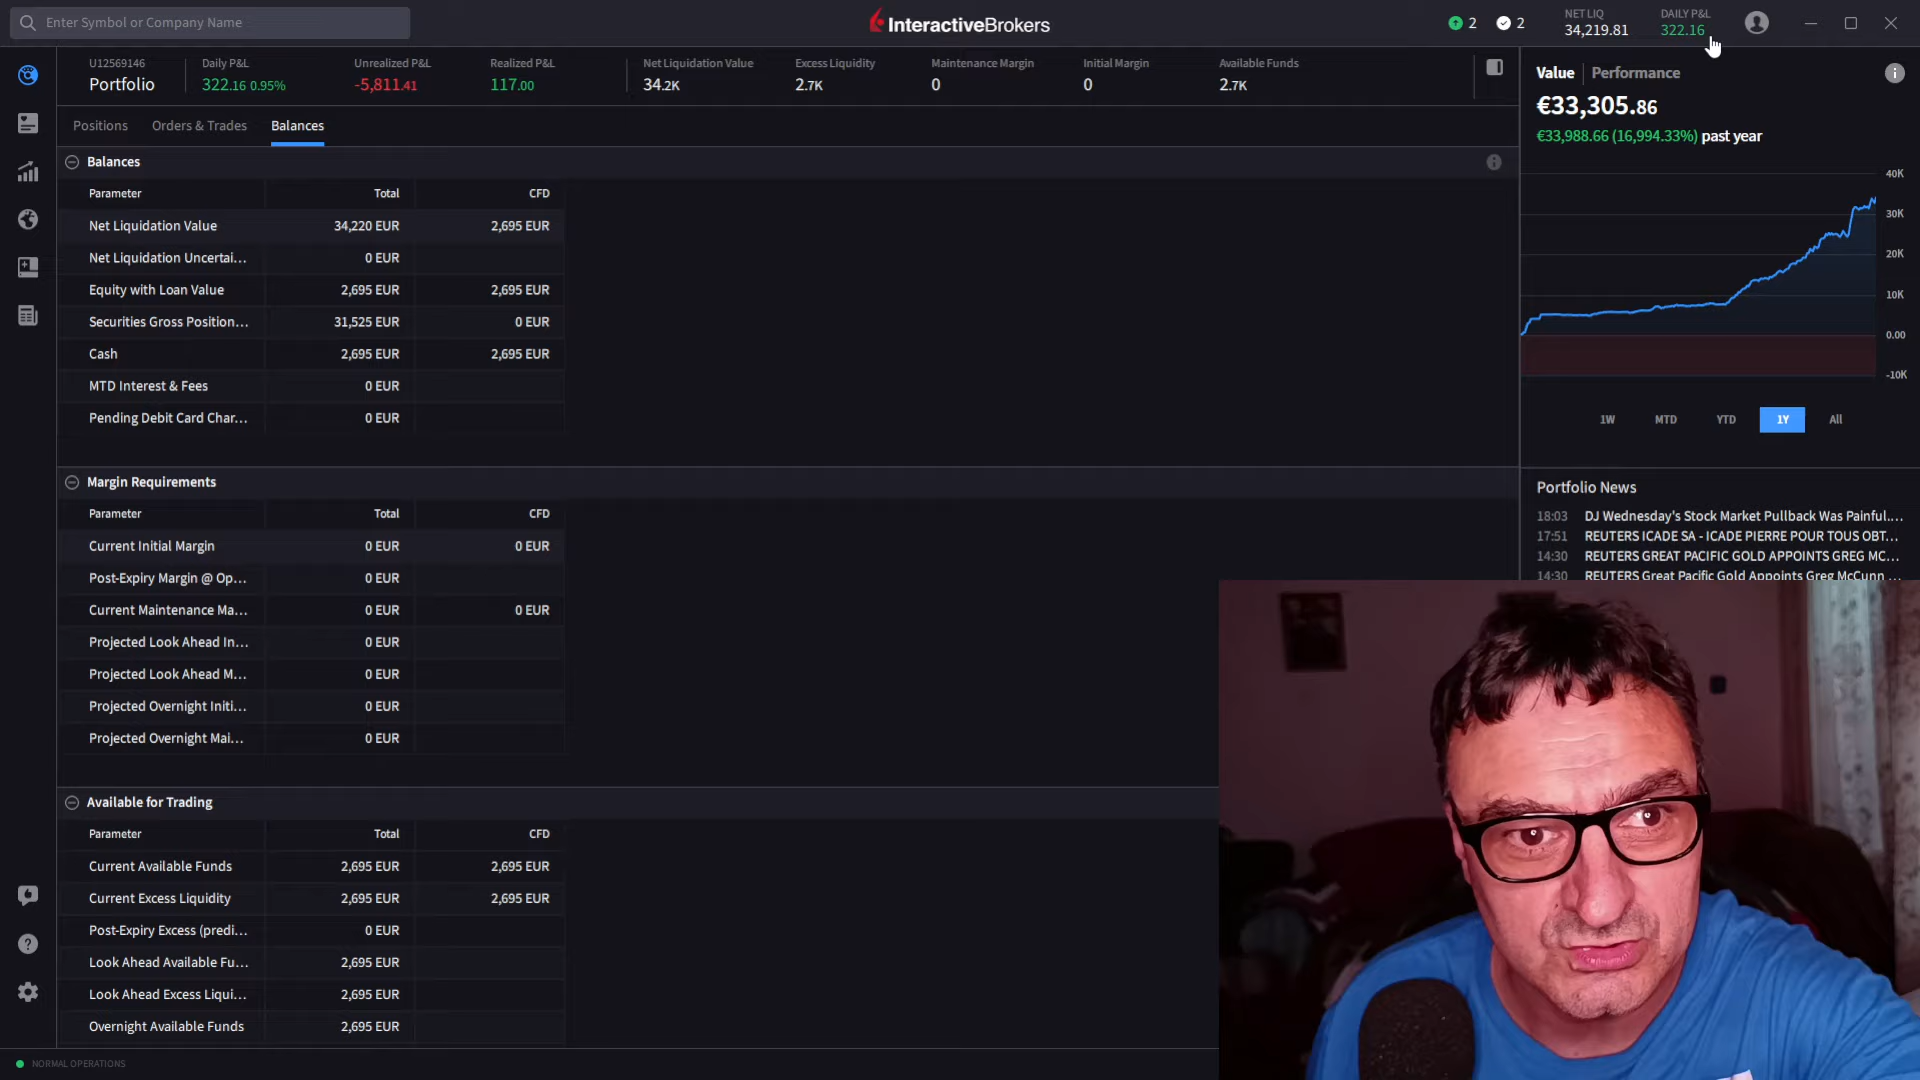 Enter Symbol or Company Name
InteractiveBrokers
2
2
NET LIQ
34,219.81
DAILY P&L
322.16
U12569146
Portfolio
Daily P&L
322.16 0.95%
Unrealized P&L
-5,811.41
Realized P&L
117.00
Net Liquidation Value
34.2K
Excess Liquidity
2.7K
Maintenance Margin
0
Initial Margin
0
Available Funds
2.7K
Positions
Orders & Trades
Balances
Balances
Parameter Total CFD
Net Liquidation Value 34,220 EUR 2,695 EUR
Net Liquidation Uncertai... 0 EUR
Equity with Loan Value 2,695 EUR 2,695 EUR
Securities Gross Position... 31,525 EUR 0 EUR
Cash 2,695 EUR 2,695 EUR
MTD Interest & Fees 0 EUR
Pending Debit Card Char... 0 EUR
Margin Requirements
Parameter Total CFD
Current Initial Margin 0 EUR 0 EUR
Post-Expiry Margin @ Op... 0 EUR
Current Maintenance Ma... 0 EUR 0 EUR
Projected Look Ahead In... 0 EUR
Projected Look Ahead M... 0 EUR
Projected Overnight Initi... 0 EUR
Projected Overnight Mai... 0 EUR
Available for Trading
Parameter Total CFD
Current Available Funds 2,695 EUR 2,695 EUR
Current Excess Liquidity 2,695 EUR 2,695 EUR
Post-Expiry Excess (predi... 0 EUR
Look Ahead Available Fu... 2,695 EUR
Look Ahead Excess Liqui... 2,695 EUR
Overnight Available Funds 2,695 EUR
NORMAL OPERATIONS
Value
Performance
€33,305.86
€33,988.66 (16,994.33%) past year
40K
30K
20K
10K
0.00
-10K
1W MTD YTD 1Y All
Portfolio News
18:03 DJ Wednesday's Stock Market Pullback Was Painful....
17:51 REUTERS ICADE SA - ICADE PIERRE POUR TOUS OBT...
14:30 REUTERS GREAT PACIFIC GOLD APPOINTS GREG MC...
14:30 REUTERS Great Pacific Gold Appoints Greg McCunn ...